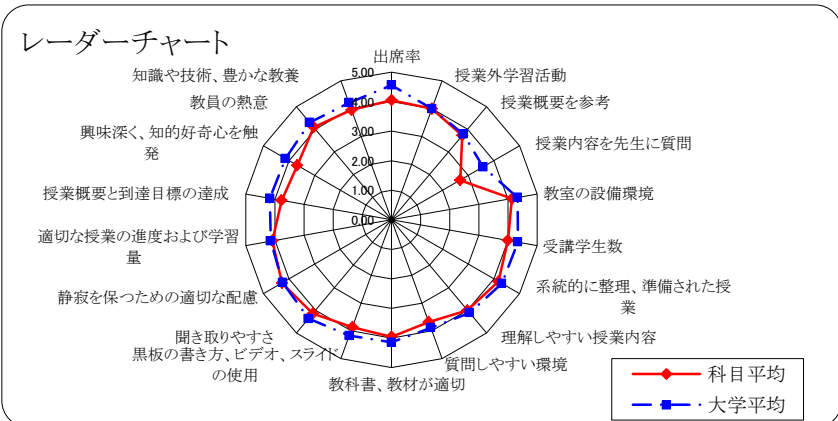 レーダーチャート
出席率
授業外学習活動
授業概要を参考
授業内容を先生に質問
教室の設備環境
受講学生数
系統的に整理、準備された授
業
理解しやすい授業内容
質問しやすい環境
教科書、教材が適切
黒板の書き方、ビデオ、スライド
の使用
聞き取りやすさ
静寂を保つための適切な配慮
適切な授業の進度および学習
量
授業概要と到達目標の達成
興味深く、知的好奇心を触
発
教員の熱意
知識や技術、豊かな教養
5.00
4.00
3.00
2.00
1.00
0.00
科目平均
大学平均